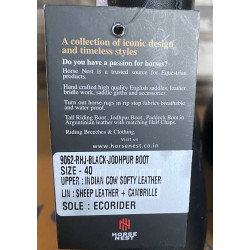 A collection of iconic design
and timeless styles
Do you have a passion for horses?
Horse Nest is a trusted source for Equestrian
products.
Hand crafted high quality English saddles, leather
bridle work, saddle girths and accessories.
Turn out horse rugs in rip stop fabrics breathable
and water proof.
Tall Riding Boot, Jodphur Boot, Paddock Boot in
Argentinian leather with matching Half Chaps.
Riding Breeches & Clothing.
Visit us:
www.horsenest.co.in
9062-RHJ-BLACK-JODHPUR BOOT
SIZE - 40
UPPER : INDIAN COW SOFTY LEATHER
LIN : SHEEP LEATHER + CAMBRILLE
SOLE : ECORIDER
HORSE
NEST